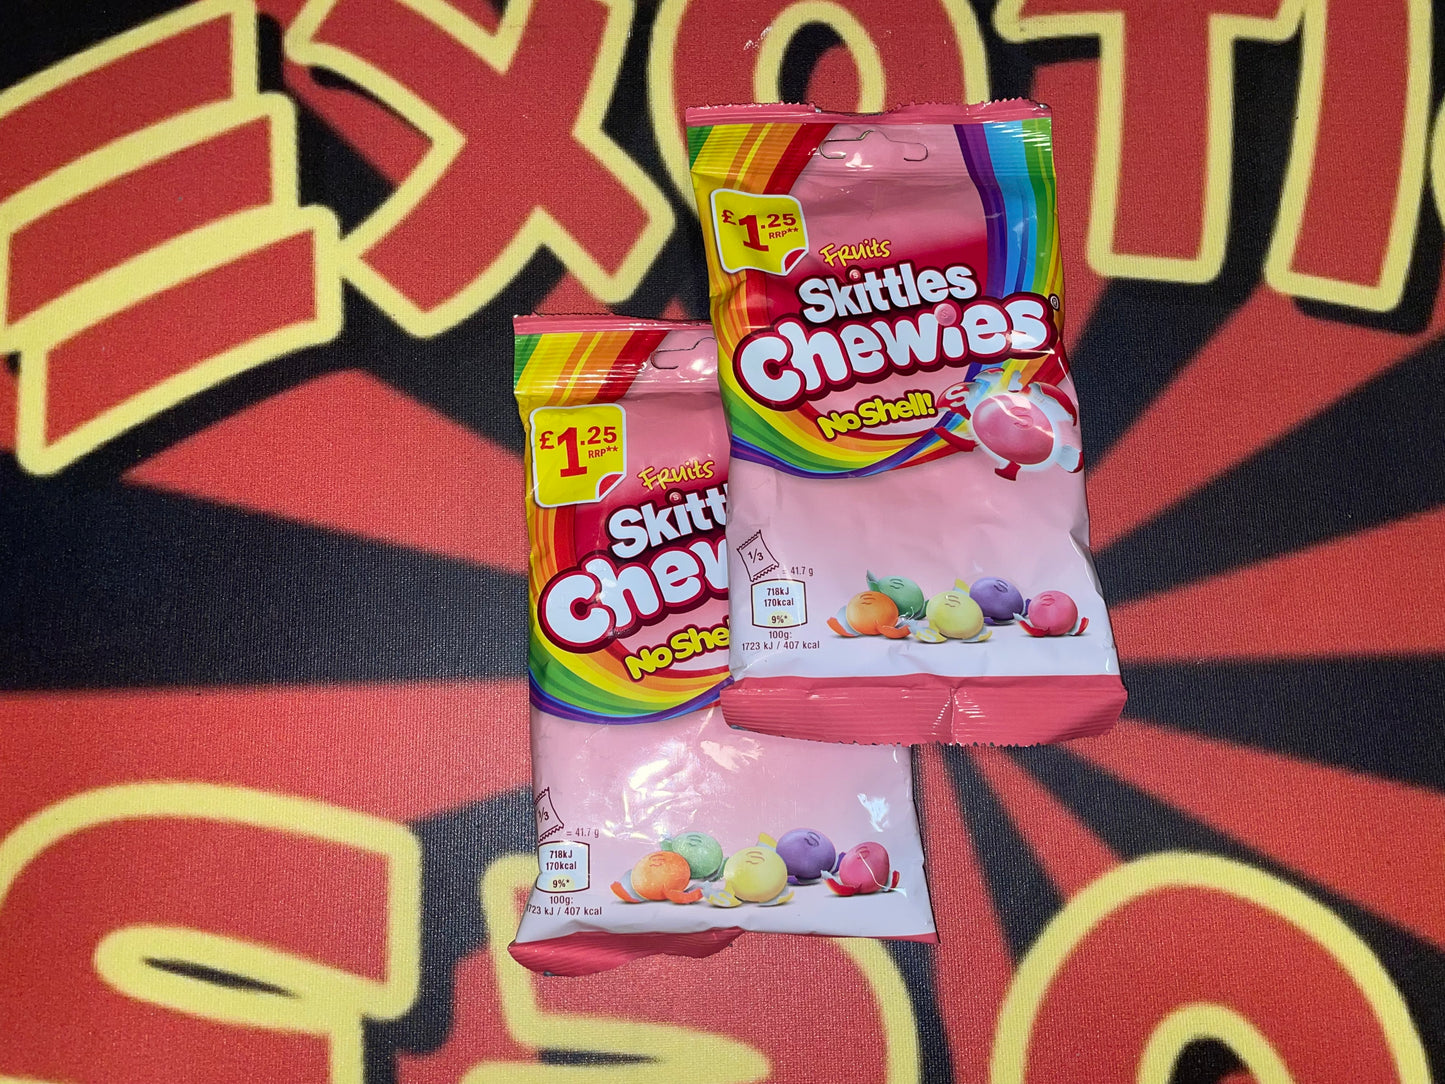 EXOTI
£1.25
RRP**
Fruits
Skittles
Chewies®
No Shell!
1/3
= 41.7 g
718kJ
170kcal
9%*
100g:
1723 kJ / 407 kcal
£1.25
RRP**
Fruits
Skitt
Chew
No She
1/3
= 41.7 g
718kJ
170kcal
9%*
100g:
1723 kJ / 407 kcal